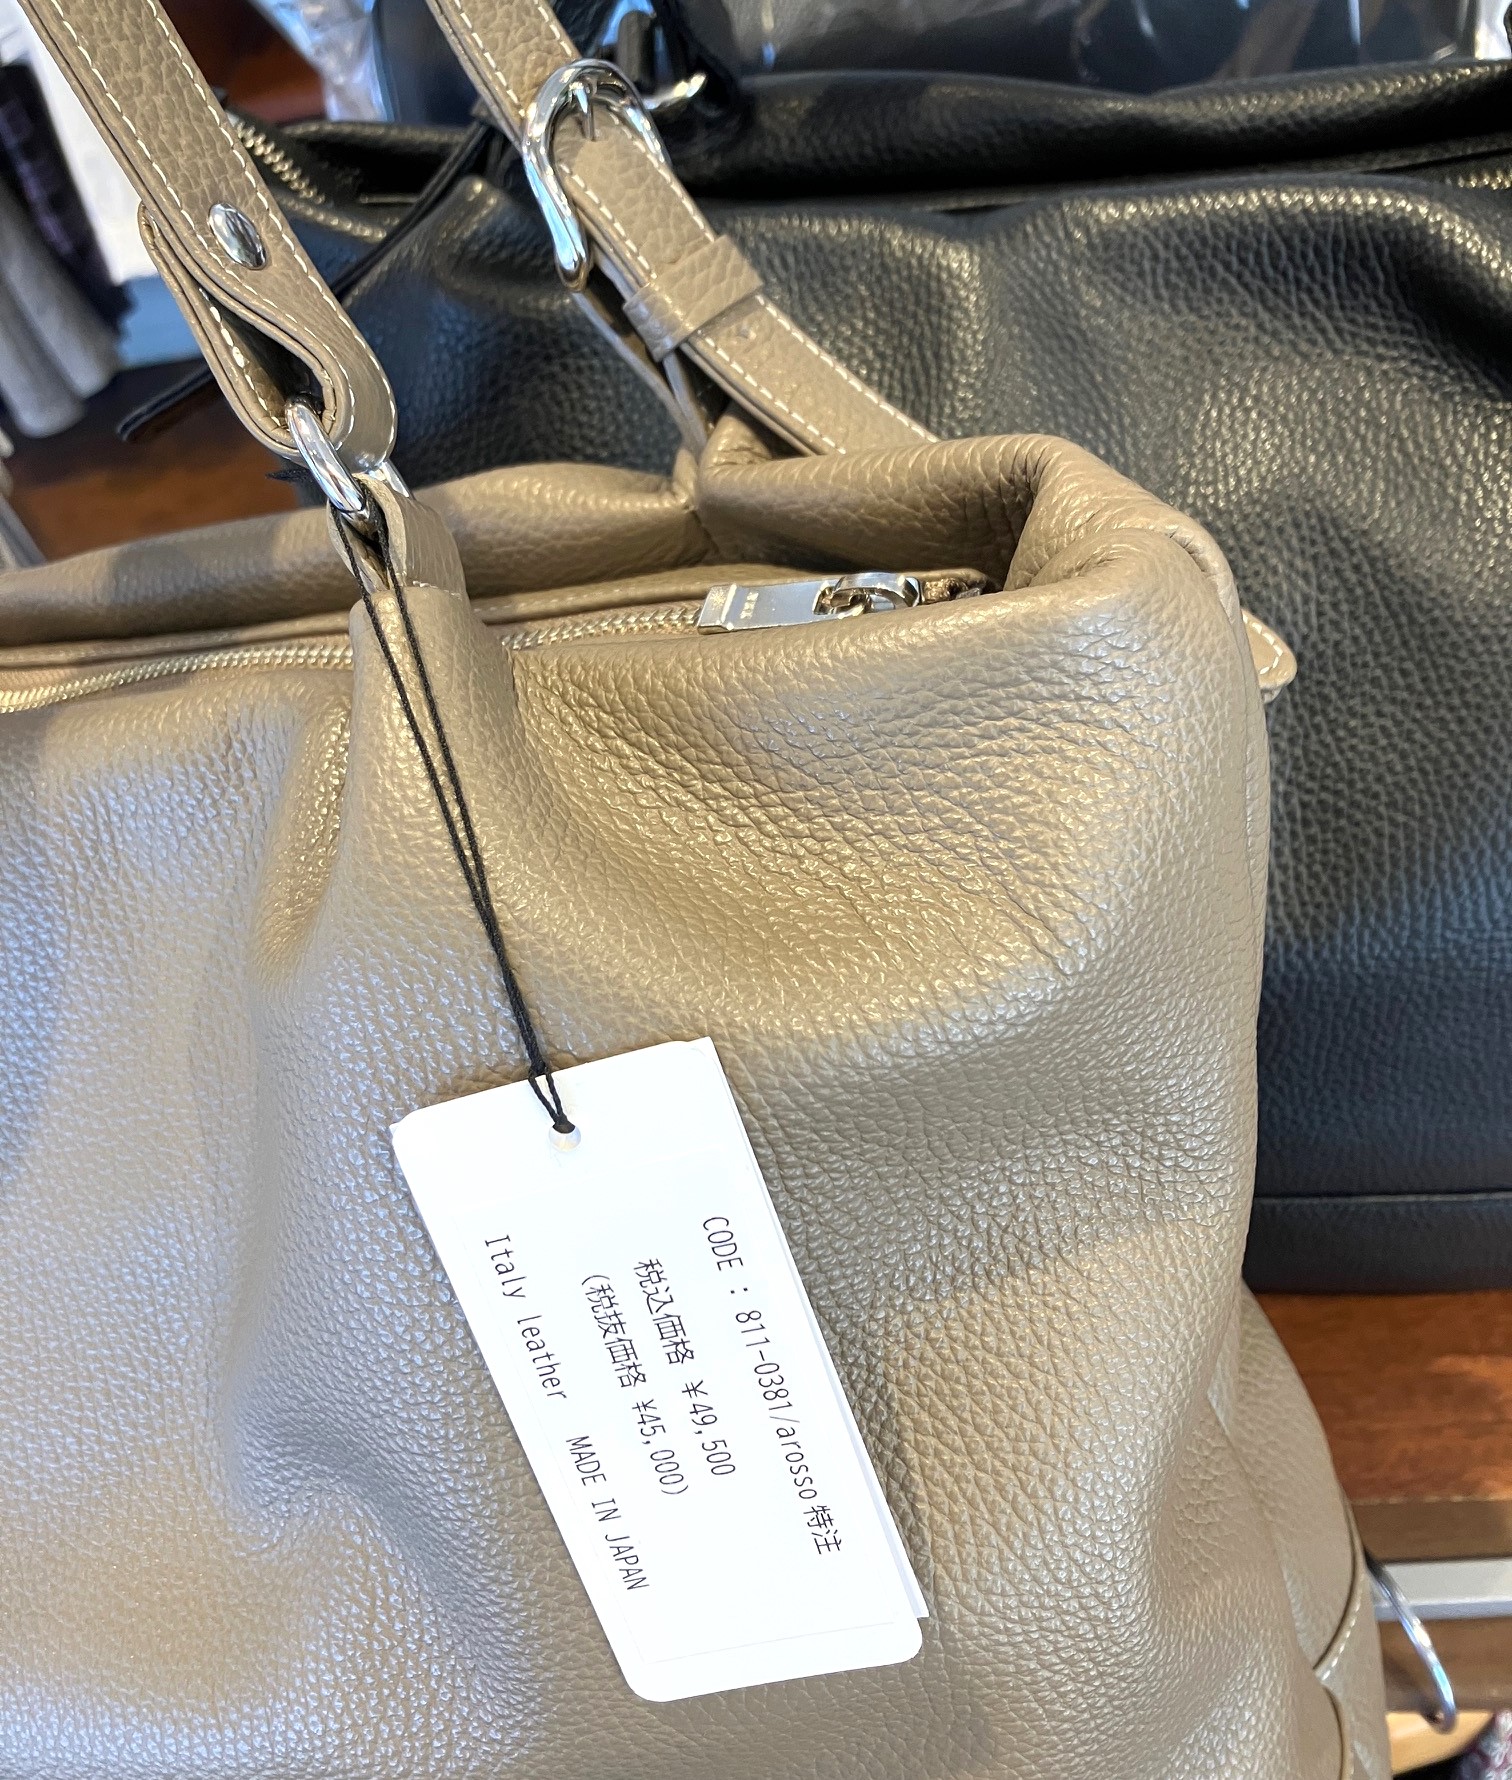 CODE : 811-0381/arosso特注
税込価格 ¥49,500
(税抜価格 ¥45,000)
Italy leather MADE IN JAPAN